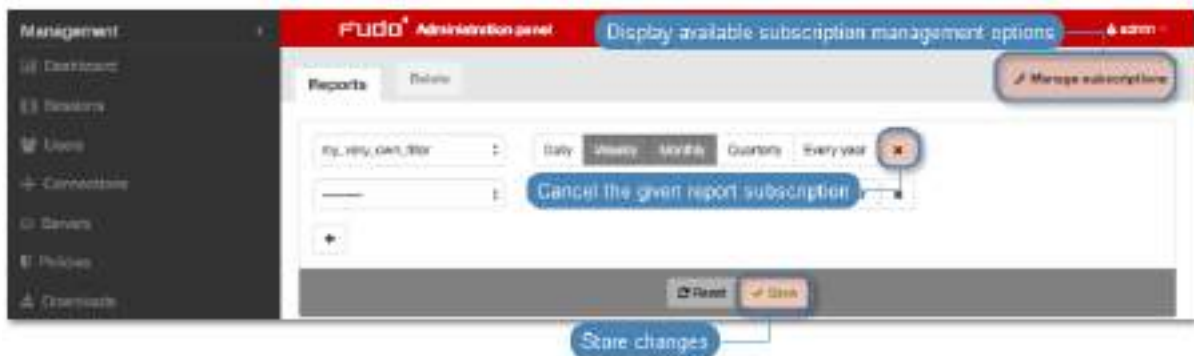 Management
FUDO Administration panel
Display available subscription management options
admin
Dashboard
Sessions
Users
Connections
Servers
Policies
Downloads
Reports
Delete
Manage subscriptions
my_very_own_filter
Daily Weekly Monthly Quarterly Every year
Cancel the given report subscription
Reset
Save
Store changes